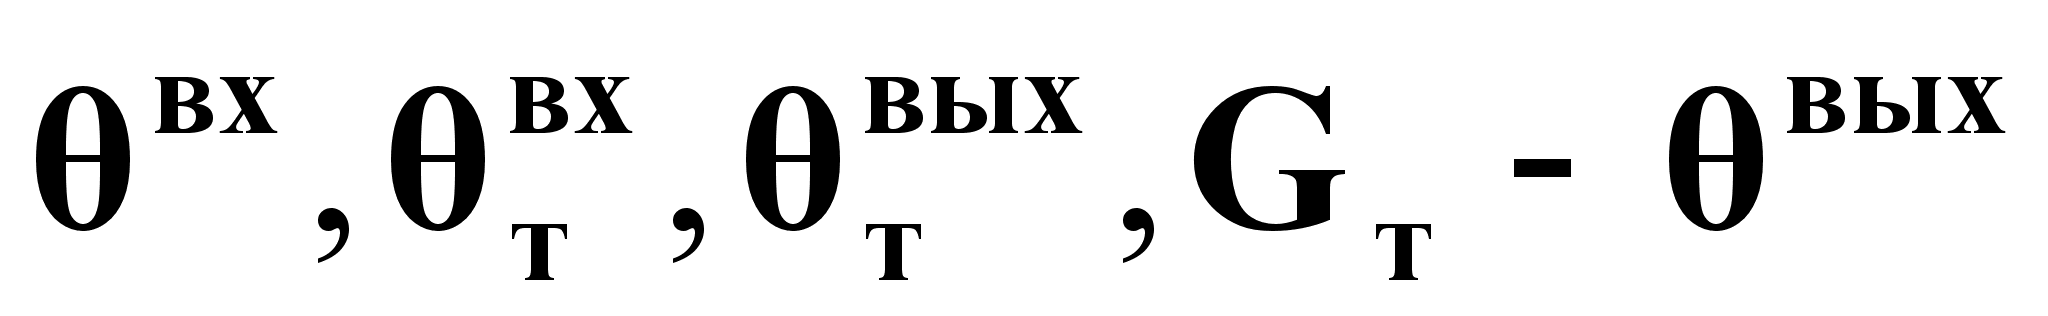 θ^вх, θ_т^вх, θ_т^вых, G_т - θ^вых